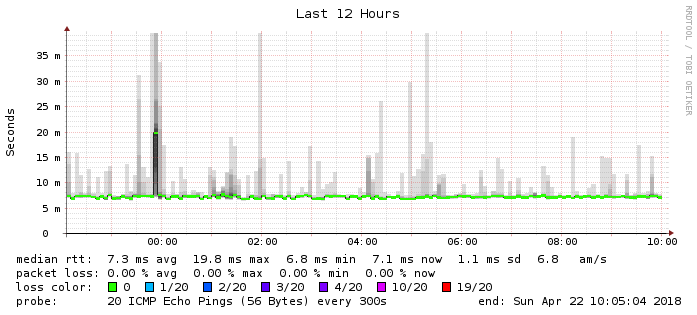 Last 12 Hours
RRDTOOL / TOBI OETIKER
Seconds
35 m
30 m
25 m
20 m
15 m
10 m
5 m
0
00:00 02:00 04:00 06:00 08:00 10:00
median rtt: 7.3 ms avg 19.8 ms max 6.8 ms min 7.1 ms now 1.1 ms sd 6.8 am/s
packet loss: 0.00 % avg 0.00 % max 0.00 % min 0.00 % now
loss color: 0 1/20 2/20 3/20 4/20 10/20 19/20
probe: 20 ICMP Echo Pings (56 Bytes) every 300s end: Sun Apr 22 10:05:04 2018